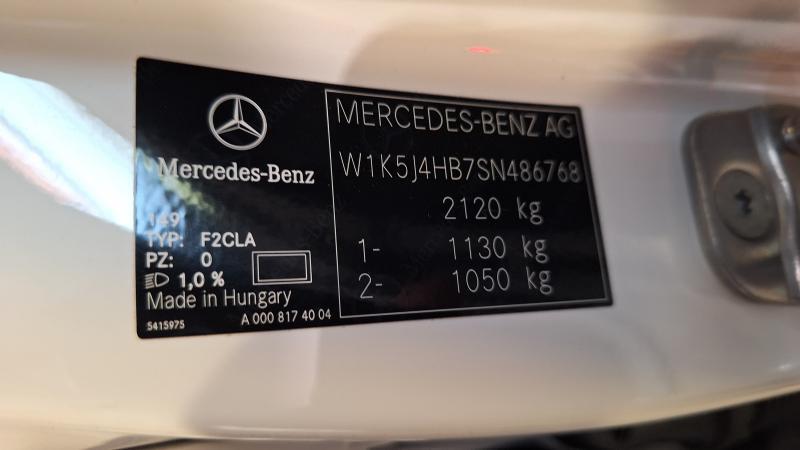 Mercedes-Benz
149
TYP: F2CLA
PZ: 0
1,0 %
Made in Hungary
5415975
A 000 817 40 04
MERCEDES-BENZ AG
W1K5J4HB7SN486768
2120 kg
1- 1130 kg
2- 1050 kg